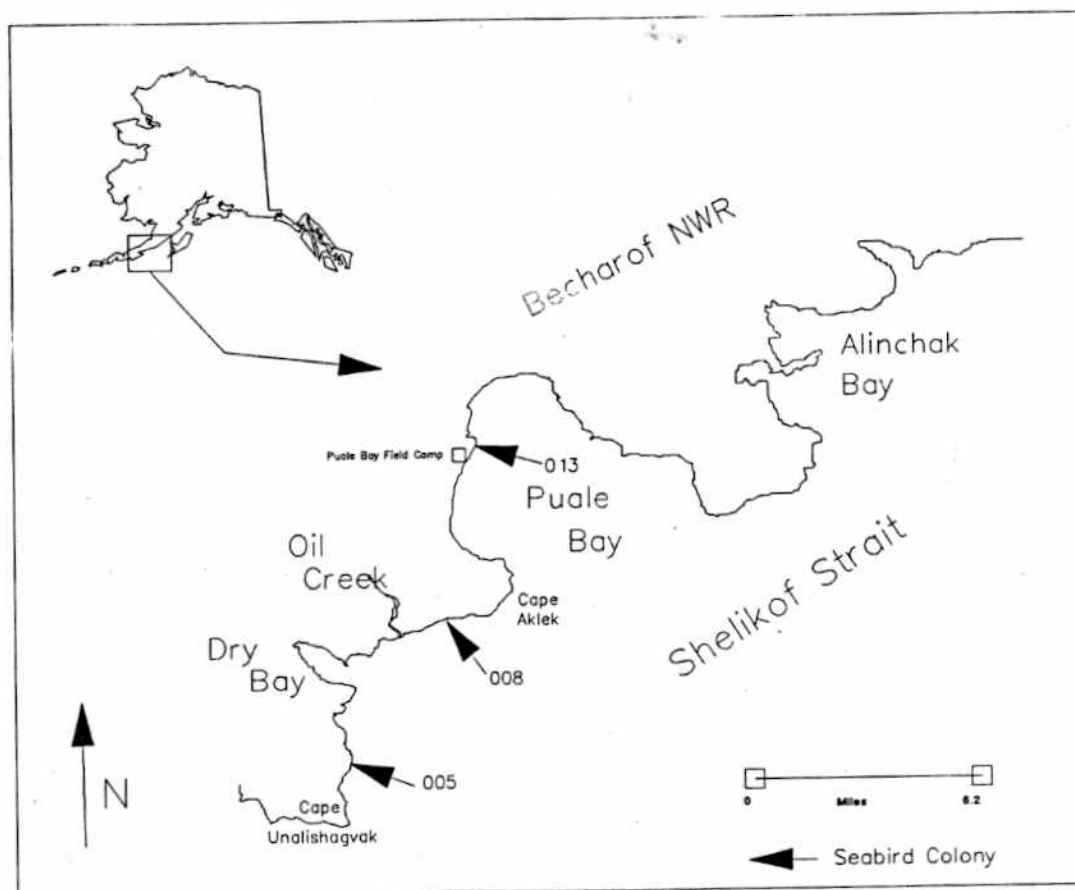 Becharof NWR
Alinchak
Bay
Puale Bay Field Camp
013
Puale
Bay
Oil
Creek
Cape
Aklek
Shelikof Strait
Dry
Bay
008
005
N
Cape
Unalishagvak
0
Miles
6.2
Seabird Colony